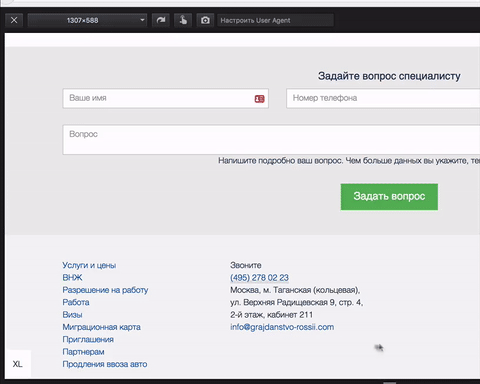 1307×588
Настроить User Agent
Задайте вопрос специалисту
Ваше имя
Номер телефона
Вопрос
Напишите подробно ваш вопрос. Чем больше данных вы укажите,
Задать вопрос
Услуги и цены
ВНЖ
Разрешение на работу
Работа
Визы
Миграционная карта
Приглашения
Партнерам
Продления ввоза авто
Звоните
(495) 278 02 23
Москва, м. Таганская (кольцевая),
ул. Верхняя Радищевская 9, стр. 4,
2-й этаж, кабинет 211
info@grajdanstvo-rossii.com
XL